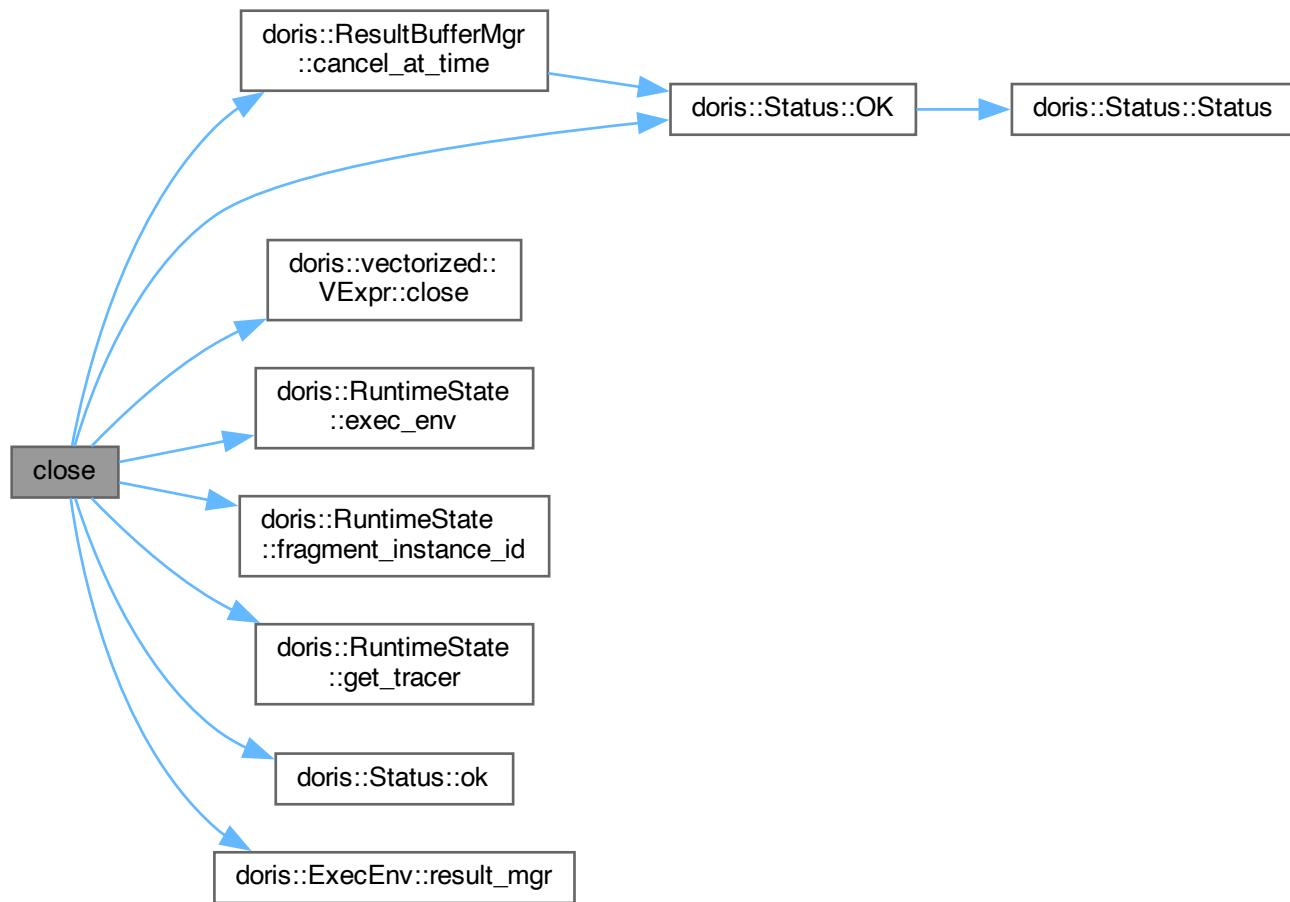 doris::ResultBufferMgr
::cancel_at_time
doris::Status::OK
doris::Status::Status
doris::vectorized::
VExpr::close
doris::RuntimeState
::exec_env
close
doris::RuntimeState
::fragment_instance_id
doris::RuntimeState
::get_tracer
doris::Status::ok
doris::ExecEnv::result_mgr